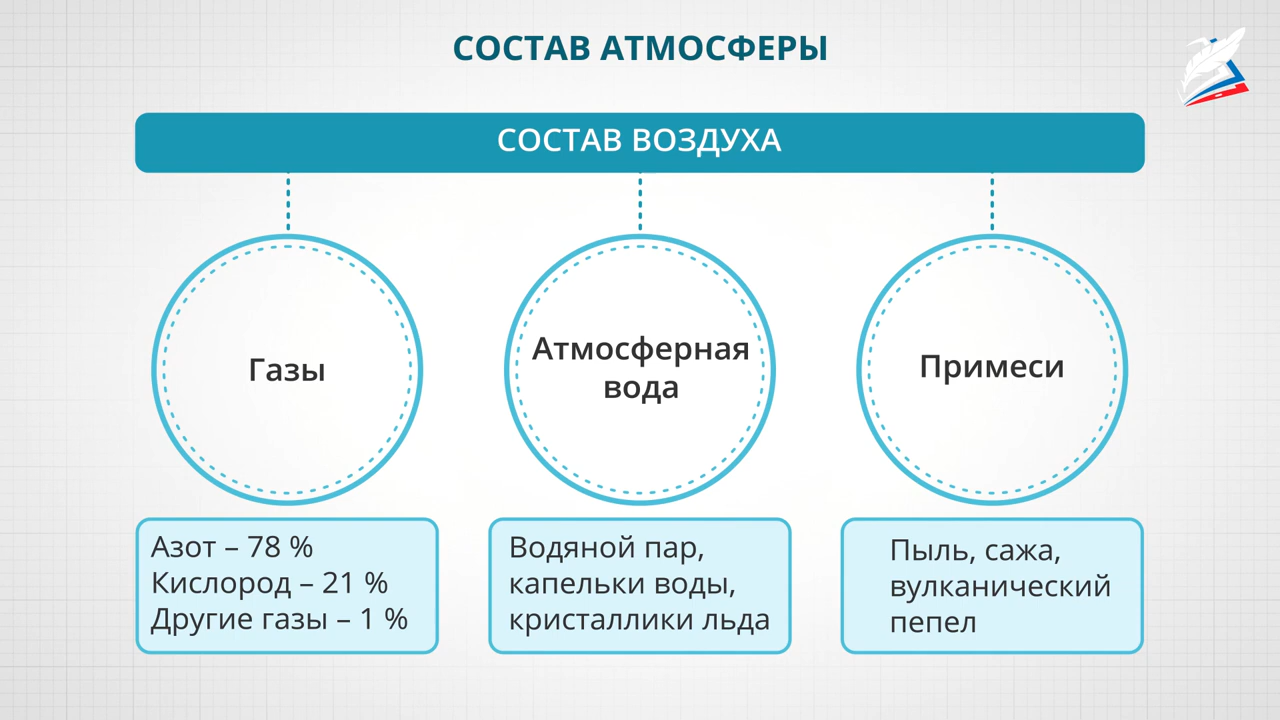 СОСТАВ АТМОСФЕРЫ
СОСТАВ ВОЗДУХА
Газы
Атмосферная
вода
Примеси
Азот – 78 %
Кислород – 21 %
Другие газы – 1 %
Водяной пар,
капельки воды,
кристаллики льда
Пыль, сажа,
вулканический
пепел